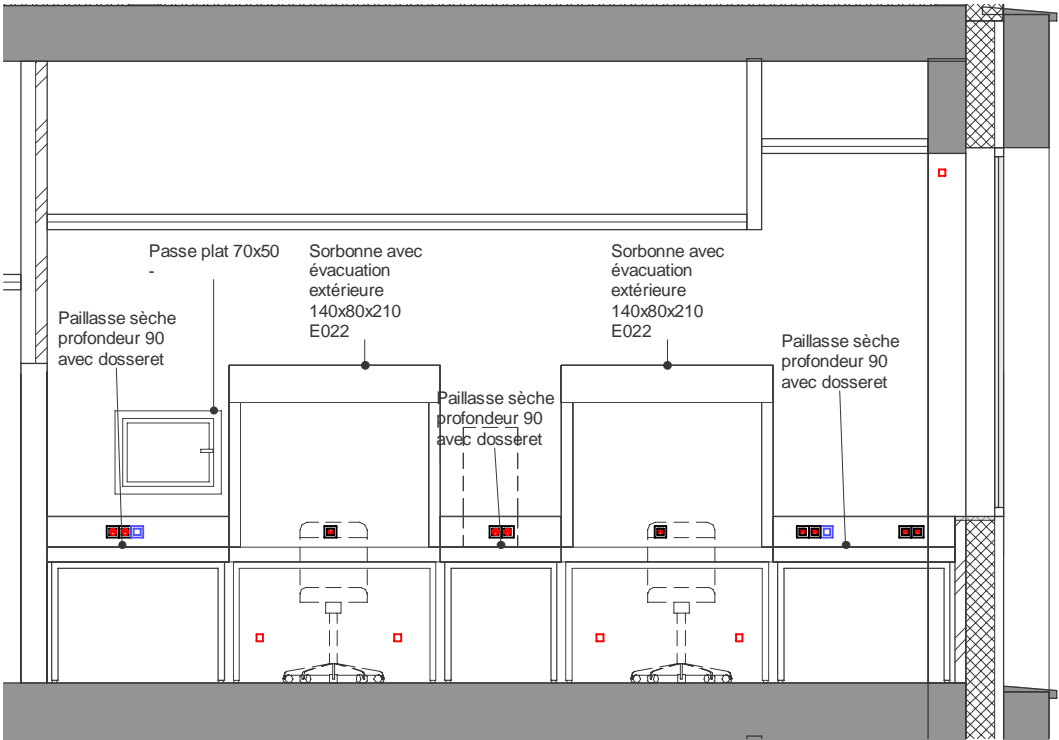 Passe plat 70x50
-
Sorbonne avec
évacuation
extérieure
140x80x210
E022
Sorbonne avec
évacuation
extérieure
140x80x210
E022
Paillasse sèche
profondeur 90
avec dosseret
Paillasse sèche
profondeur 90
avec dosseret
Paillasse sèche
profondeur 90
avec dosseret